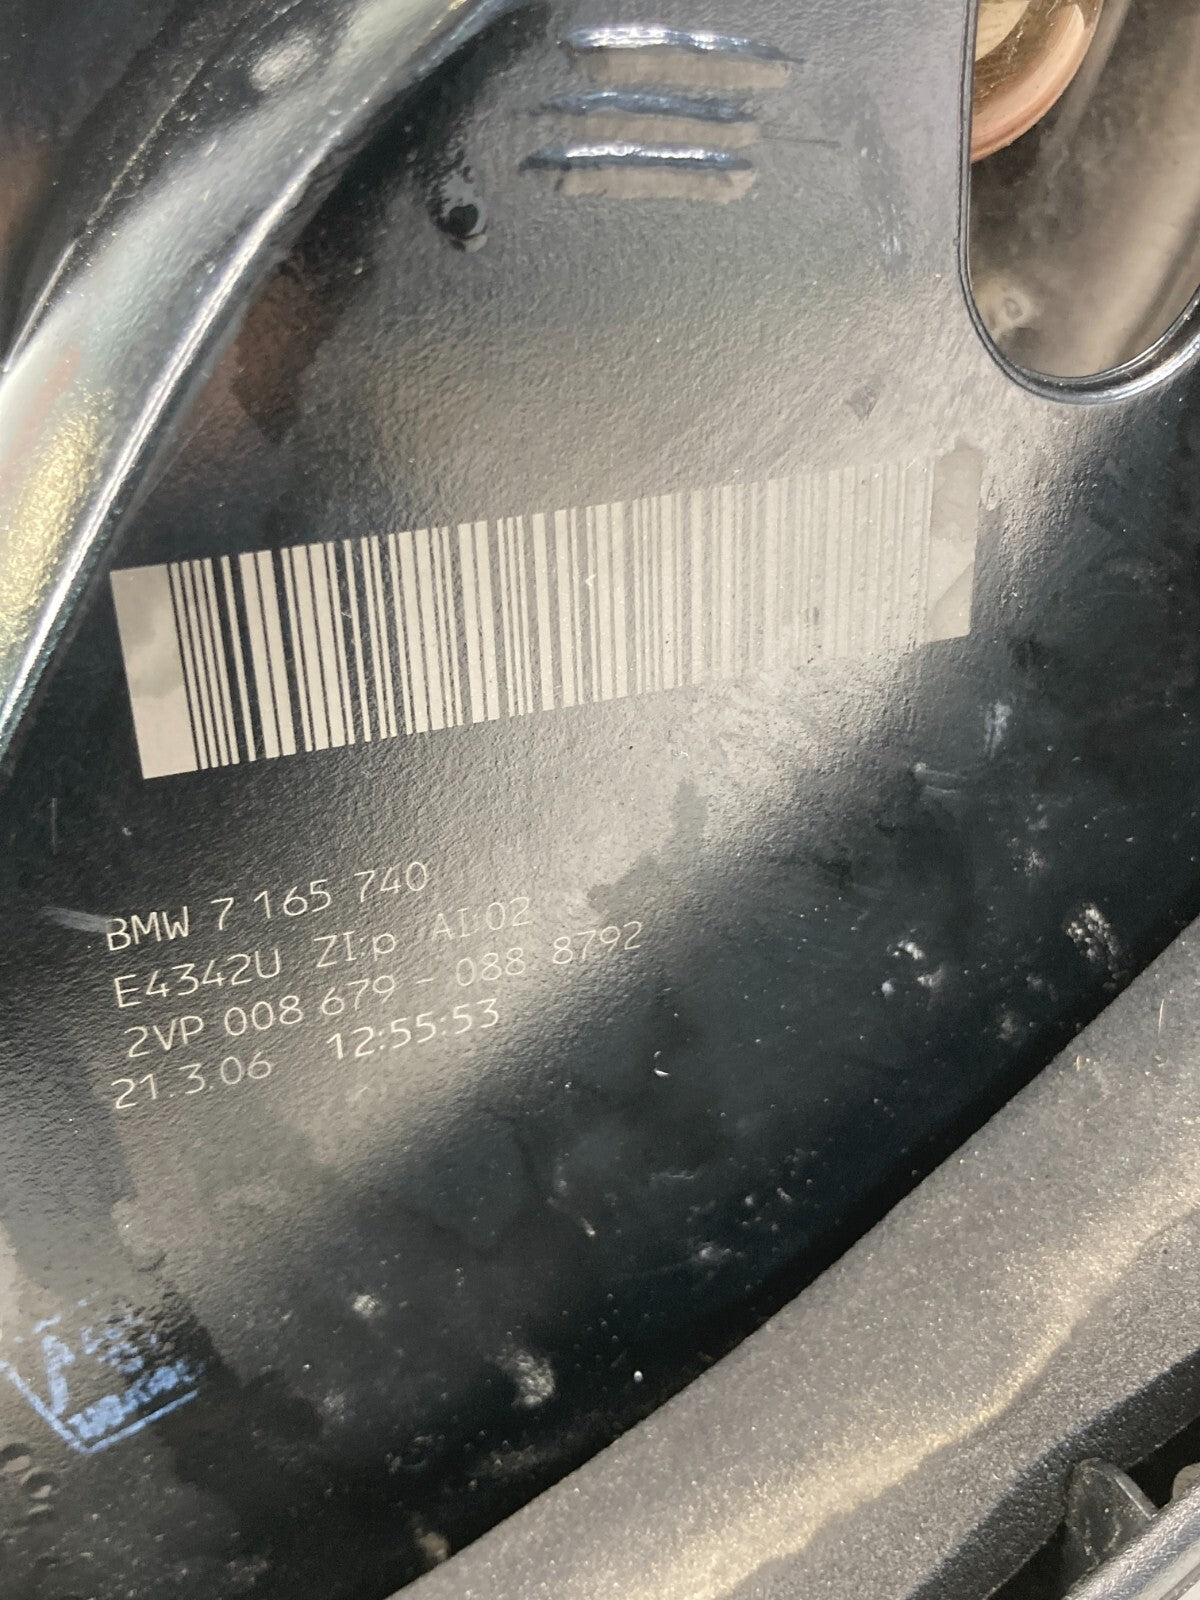 BMW 7 165 740
E4342U ZI:p AI:02
2VP 008 679 - 088 8792
21.3.06 12:55:53